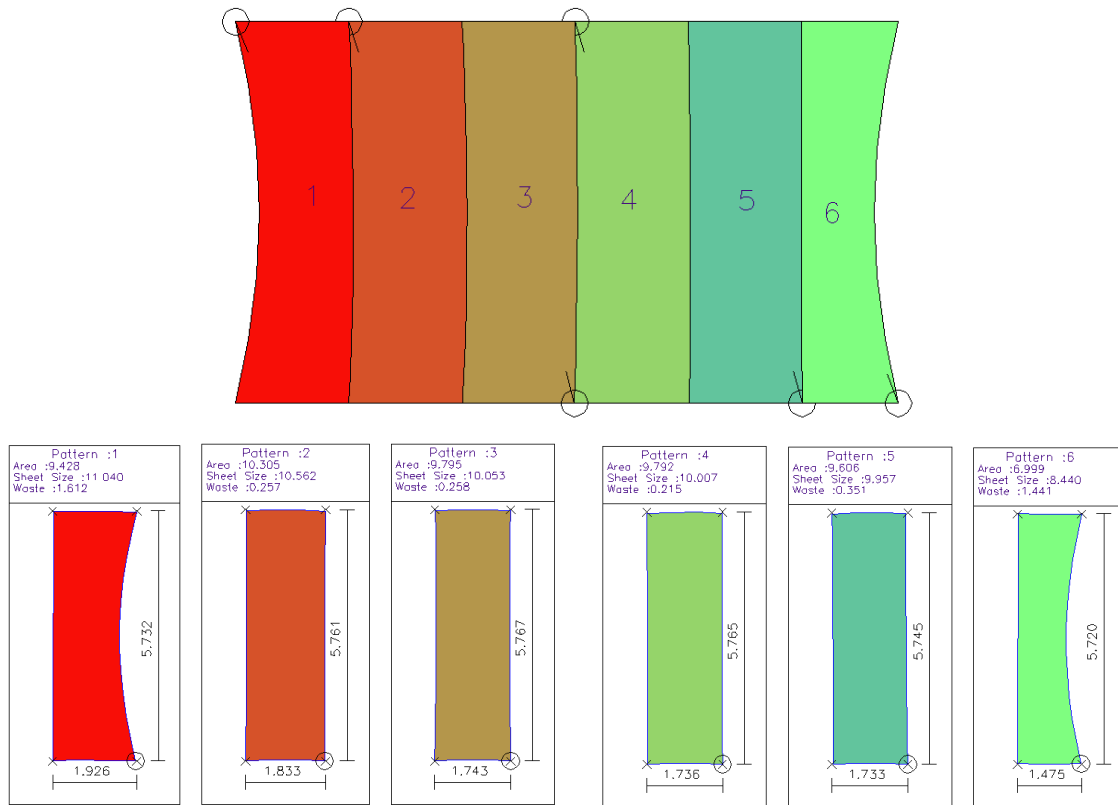 1
2
3
4
5
6
Pattern :1
Area :9.428
Sheet Size :11 040
Waste :1.612
5.732
1.926
Pattern :2
Area :10.305
Sheet Size :10.562
Waste :0.257
5.761
1.833
Pattern :3
Area :9.795
Sheet Size :10.053
Waste :0.258
5.767
1.743
Pattern :4
Area :9.792
Sheet Size :10.007
Waste :0.215
5.765
1.736
Pattern :5
Area :9.606
Sheet Size :9.957
Waste :0.351
5.745
1.733
Pattern :6
Area :6.999
Sheet Size :8.440
Waste :1.441
5.720
1.475